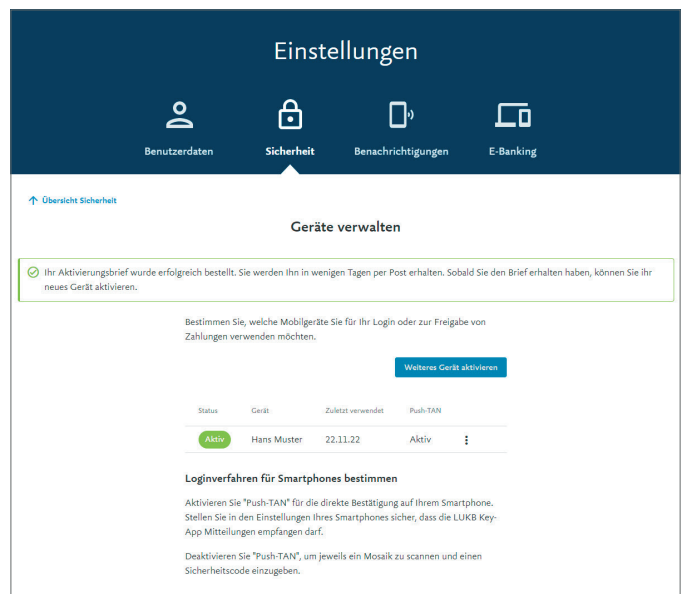 Einstellungen
Benutzerdaten
Sicherheit
Benachrichtigungen
E-Banking
Übersicht Sicherheit
Geräte verwalten
Ihr Aktivierungsbrief wurde erfolgreich bestellt. Sie werden Ihn in wenigen Tagen per Post erhalten. Sobald Sie den Brief erhalten haben, können Sie ihr
neues Gerät aktivieren.
Bestimmen Sie, welche Mobilgeräte Sie für Ihr Login oder zur Freigabe von
Zahlungen verwenden möchten.
Weiteres Gerät aktivieren
Status Gerät Zuletzt verwendet Push-TAN
Aktiv Hans Muster 22.11.22 Aktiv
Loginverfahren für Smartphones bestimmen
Aktivieren Sie "Push-TAN" für die direkte Bestätigung auf Ihrem Smartphone.
Stellen Sie in den Einstellungen Ihres Smartphones sicher, dass die LUKB Key-
App Mitteilungen empfangen darf.
Deaktivieren Sie "Push-TAN", um jeweils ein Mosaik zu scannen und einen
Sicherheitscode einzugeben.